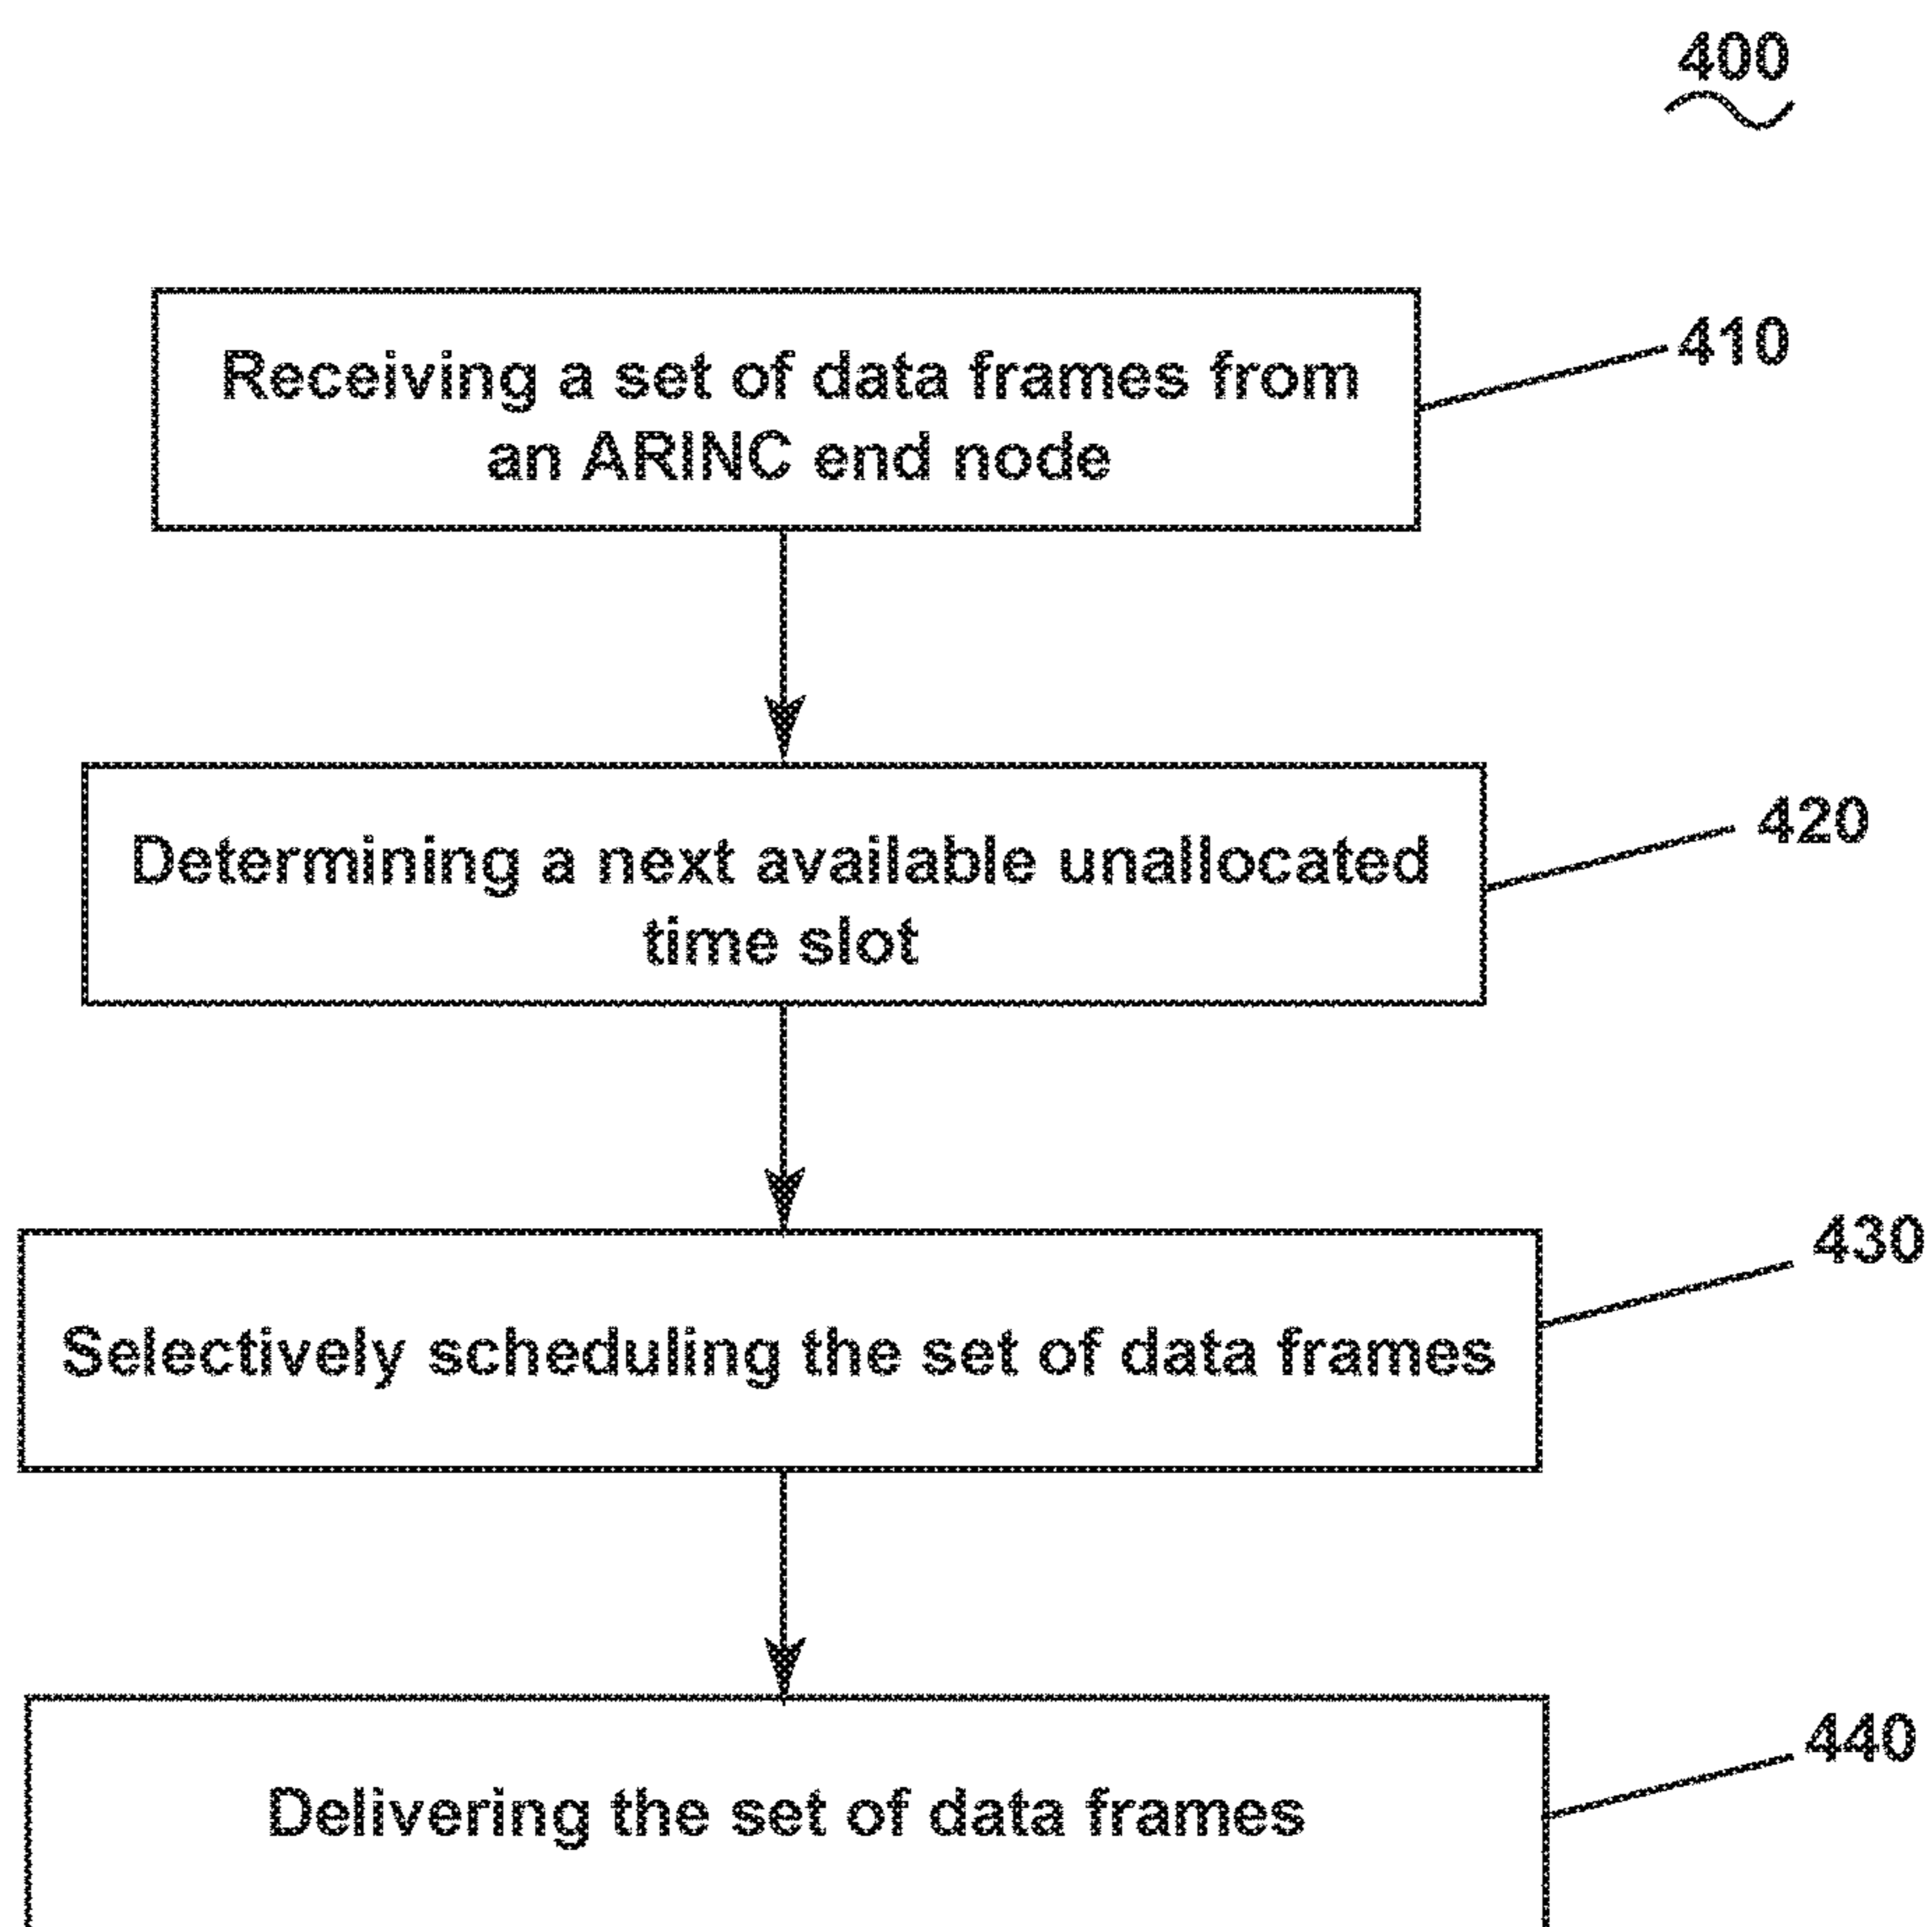 400
Receiving a set of data frames from
an ARINC end node
410
Determining a next available unallocated
time slot
420
Selectively scheduling the set of data frames
430
Delivering the set of data frames
440